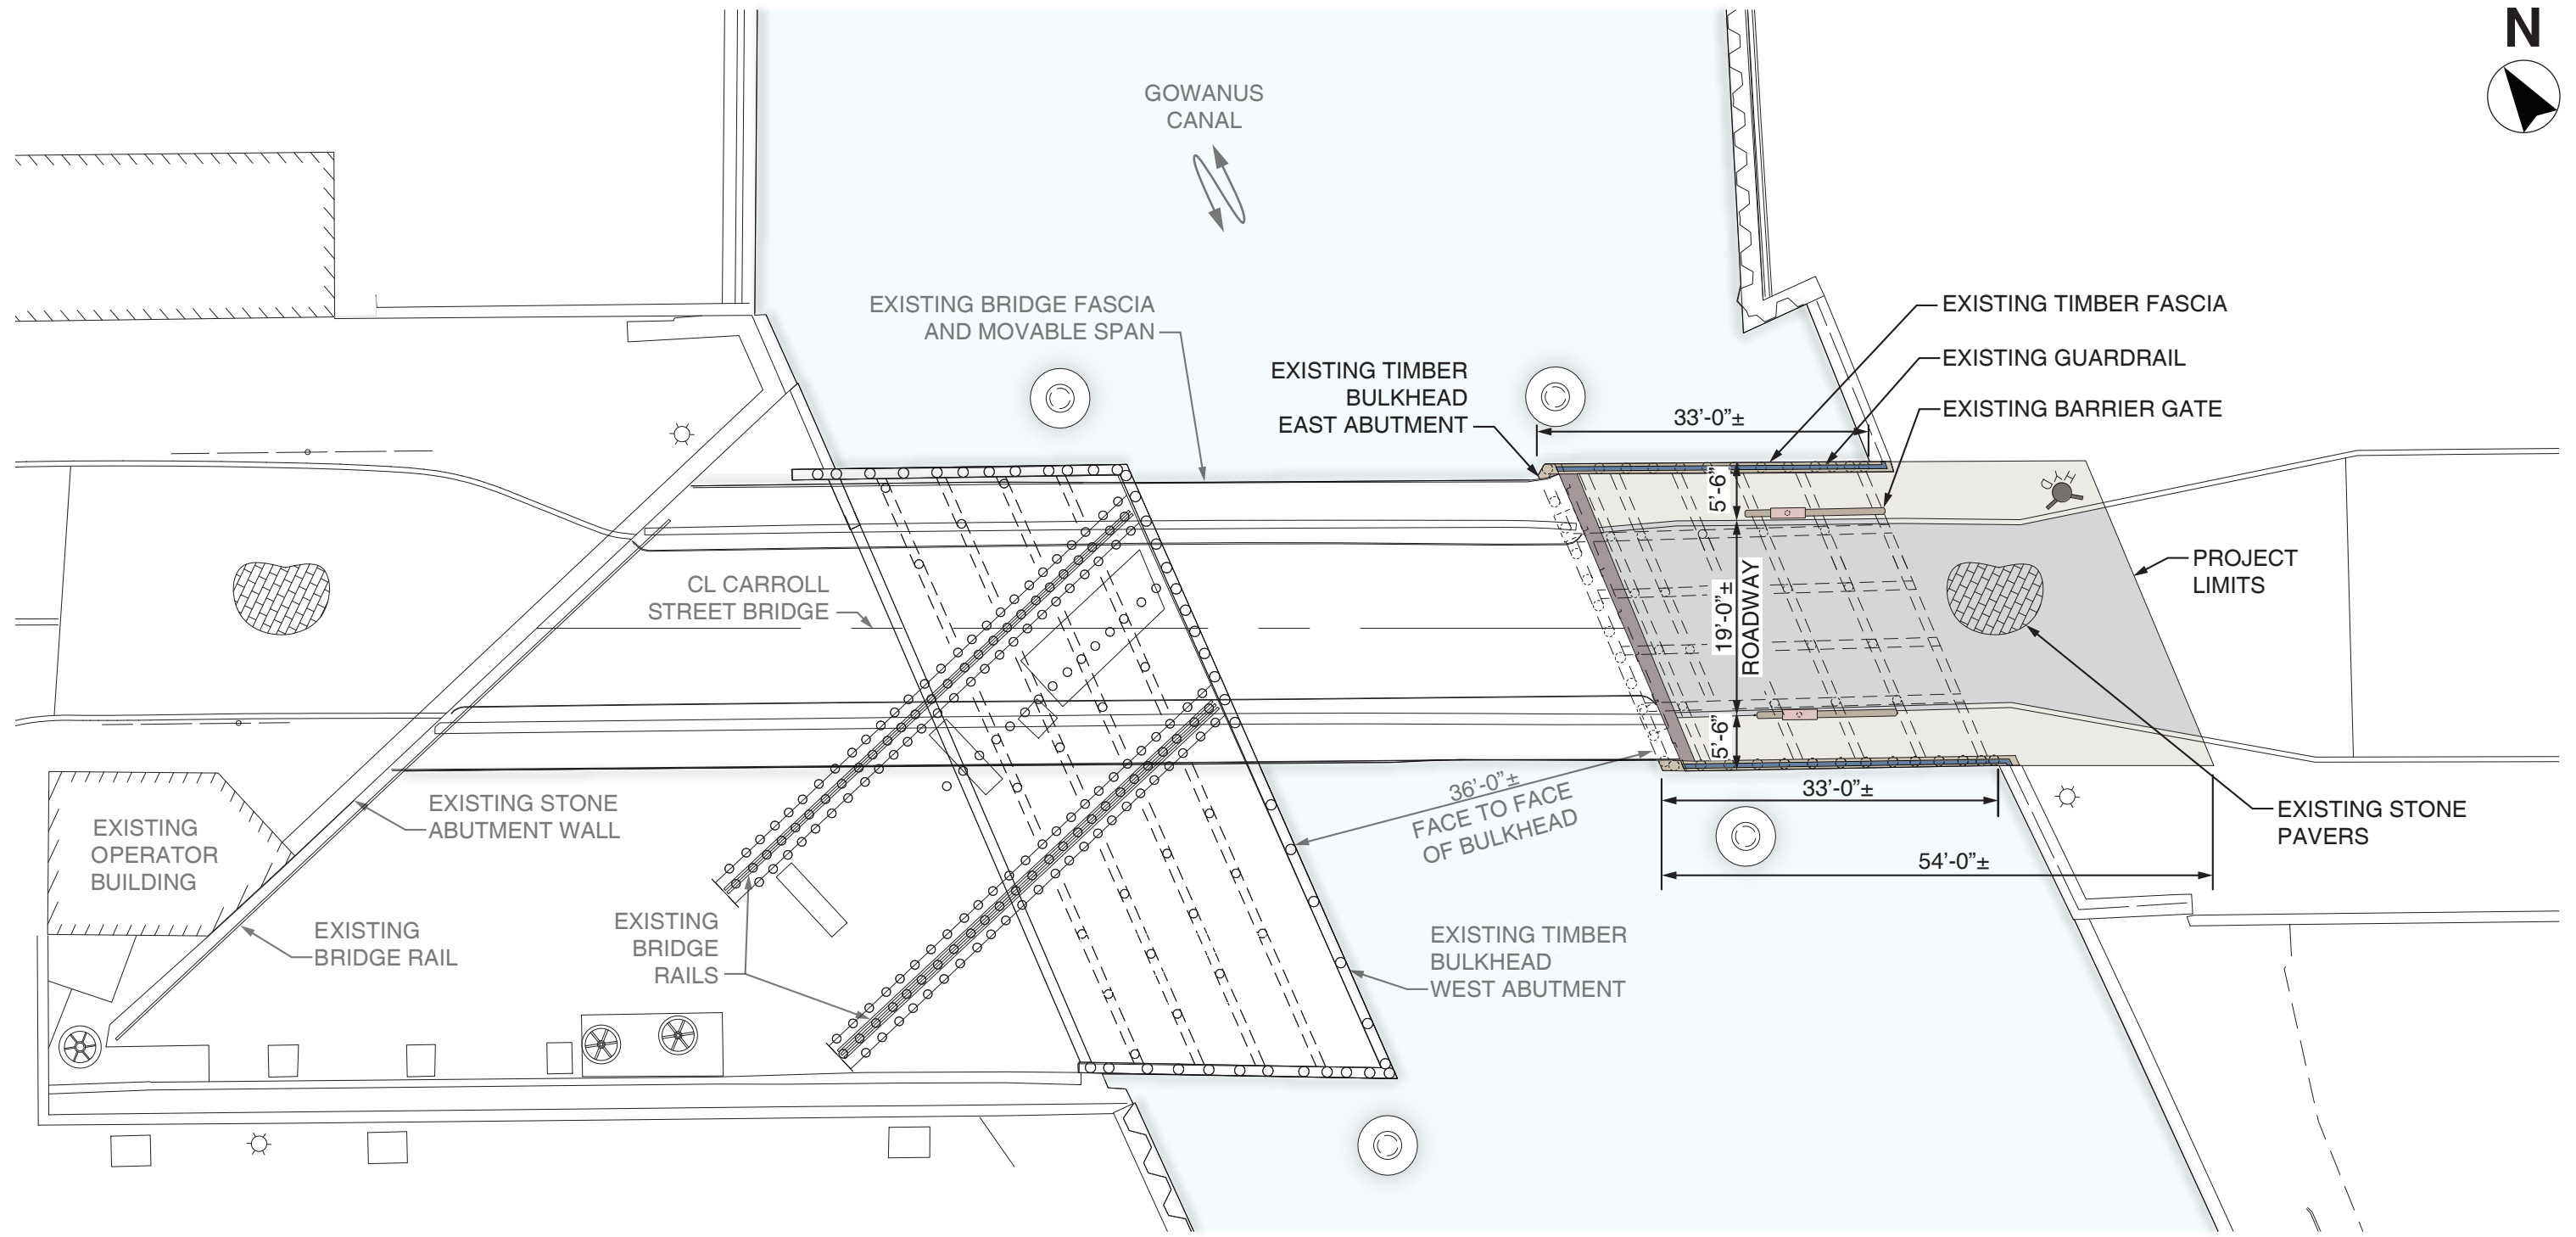 N
GOWANUS
CANAL
EXISTING BRIDGE FASCIA
AND MOVABLE SPAN
EXISTING TIMBER FASCIA
EXISTING GUARDRAIL
EXISTING BARRIER GATE
EXISTING TIMBER
BULKHEAD
EAST ABUTMENT
33'-0"±
5'-6"
HYD
CL CARROLL
STREET BRIDGE
19'-0"±
ROADWAY
PROJECT
LIMITS
5'-6"
36'-0"±
FACE TO FACE
OF BULKHEAD
33'-0"±
54'-0"±
EXISTING STONE
PAVERS
EXISTING STONE
ABUTMENT WALL
EXISTING
OPERATOR
BUILDING
EXISTING
BRIDGE RAIL
EXISTING
BRIDGE
RAILS
EXISTING TIMBER
BULKHEAD
WEST ABUTMENT